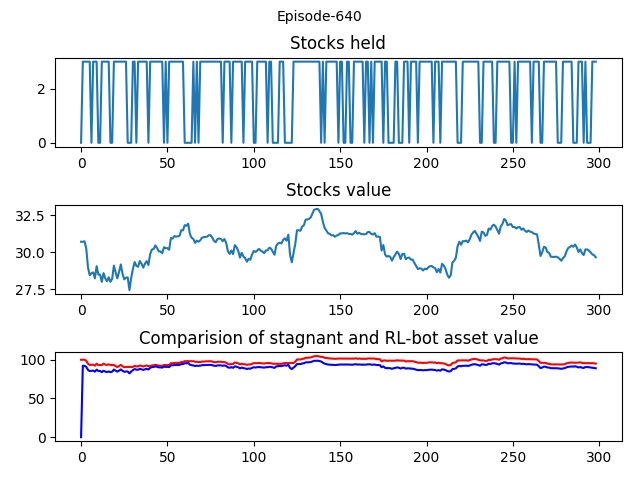 Episode-640
Stocks held
2
0
0 50 100 150 200 250 300
Stocks value
32.5
30.0
27.5
0 50 100 150 200 250 300
Comparision of stagnant and RL-bot asset value
100
50
0
0 50 100 150 200 250 300